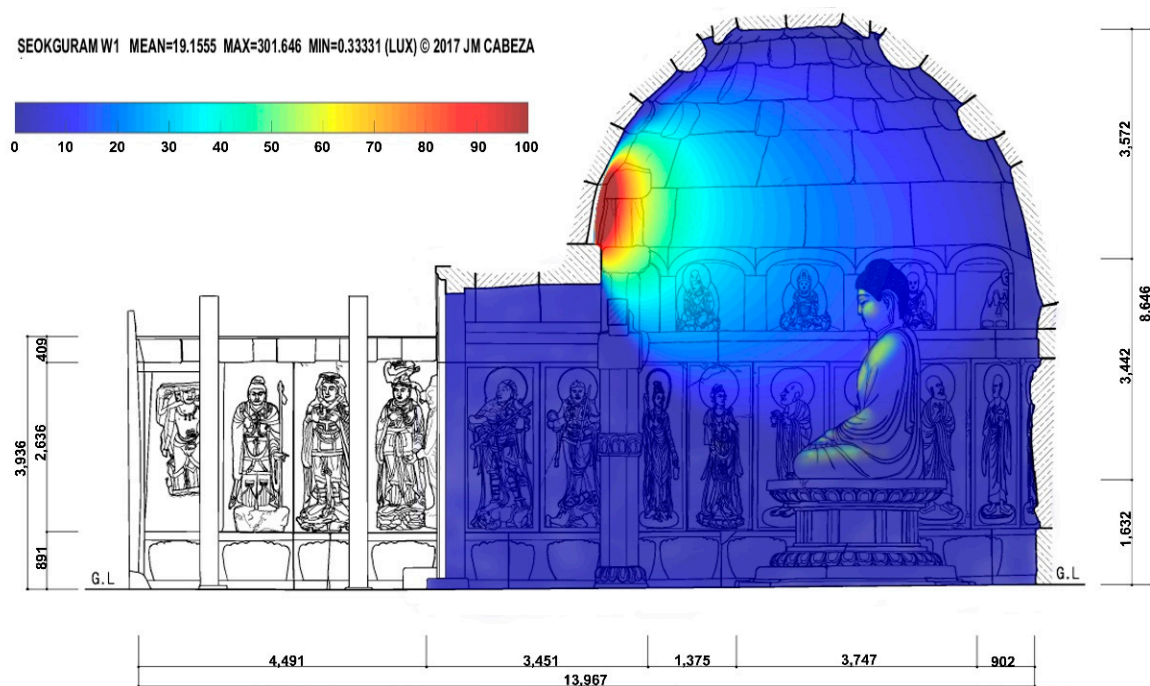 SEOKGURAM W1 MEAN=19.1555 MAX=301.646 MIN=0.33331 (LUX) © 2017 JM CABEZA
0 10 20 30 40 50 60 70 80 90 100
3,572
8,646
3,442
1,632
409
2,636
3,936
891
G.L
G.L
4,491 3,451 1,375 3,747 902
13,967